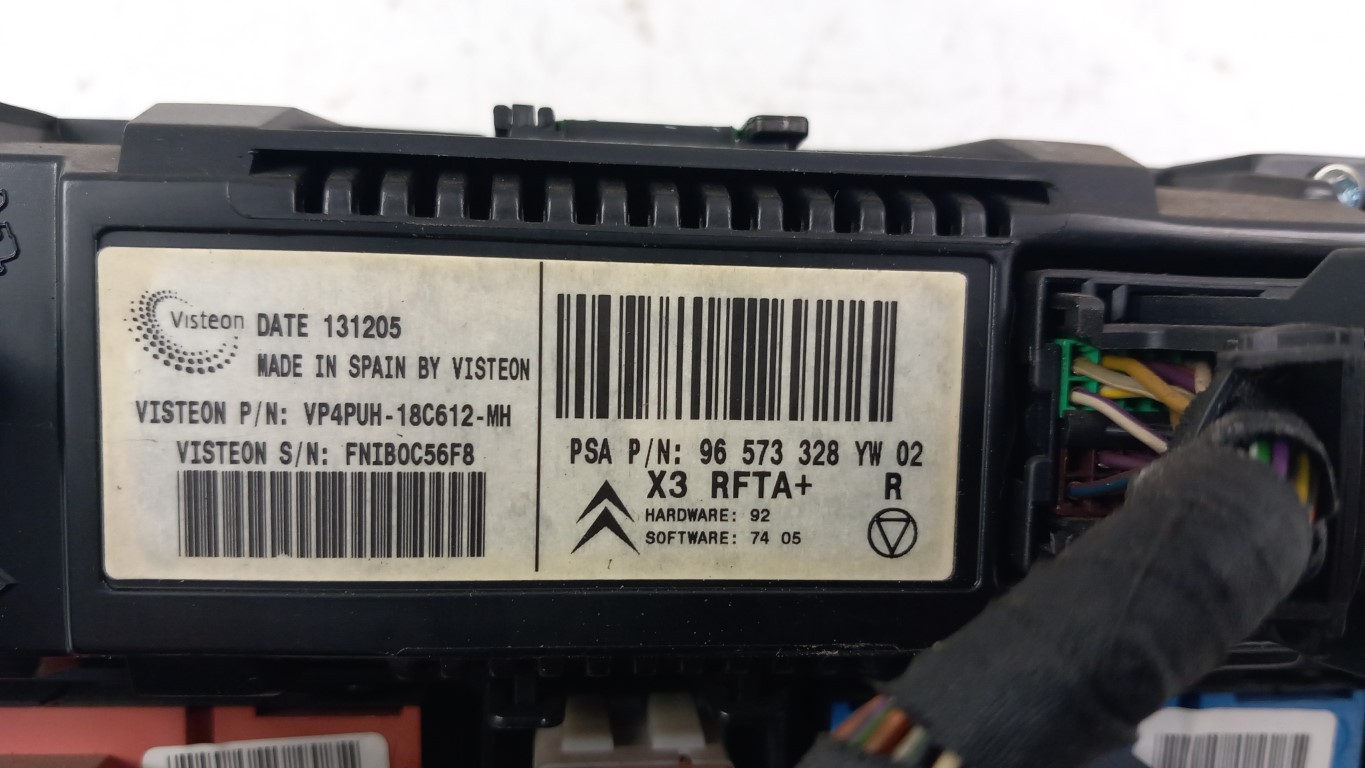 Visteon DATE 131205
MADE IN SPAIN BY VISTEON
VISTEON P/N: VP4PUH-18C612-MH
VISTEON S/N: FNIB0C56F8
PSA P/N: 96 573 328 YW 02
X3 RFTA+ R
HARDWARE: 92
SOFTWARE: 74 05